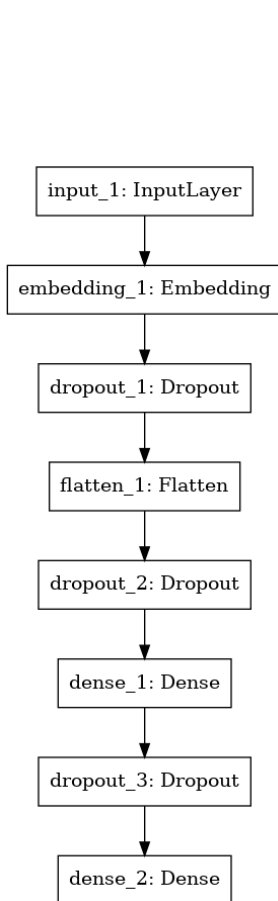 input_1: InputLayer
embedding_1: Embedding
dropout_1: Dropout
flatten_1: Flatten
dropout_2: Dropout
dense_1: Dense
dropout_3: Dropout
dense_2: Dense